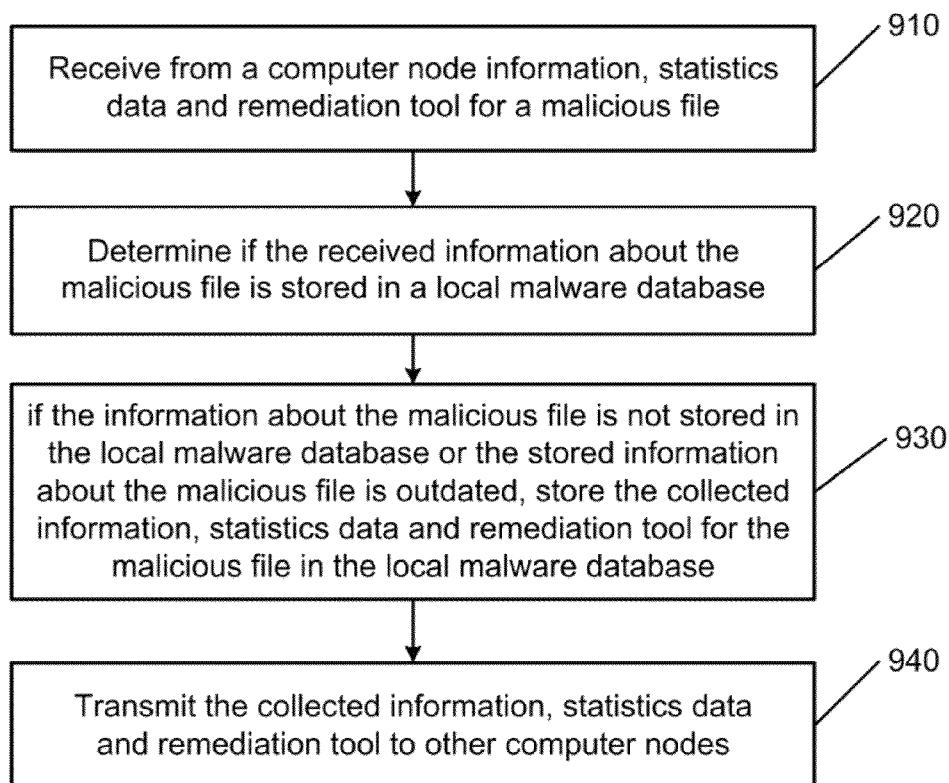 910
Receive from a computer node information, statistics
data and remediation tool for a malicious file
920
Determine if the received information about the
malicious file is stored in a local malware database
if the information about the malicious file is not stored in
the local malware database or the stored information
930
about the malicious file is outdated, store the collected
information, statistics data and remediation tool for the
malicious file in the local malware database
940
Transmit the collected information, statistics data
and remediation tool to other computer nodes